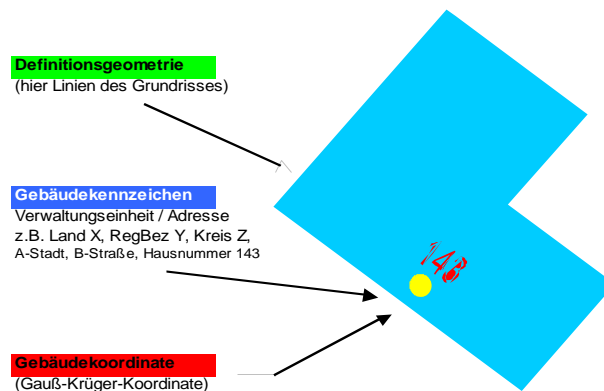 Definitionsgeometrie
(hier Linien des Grundrisses)
Gebäudekennzeichen
Verwaltungseinheit / Adresse
z.B. Land X, RegBez Y, Kreis Z,
A-Stadt, B-Straße, Hausnummer 143
143
Gebäudekoordinate
(Gauß-Krüger-Koordinate)